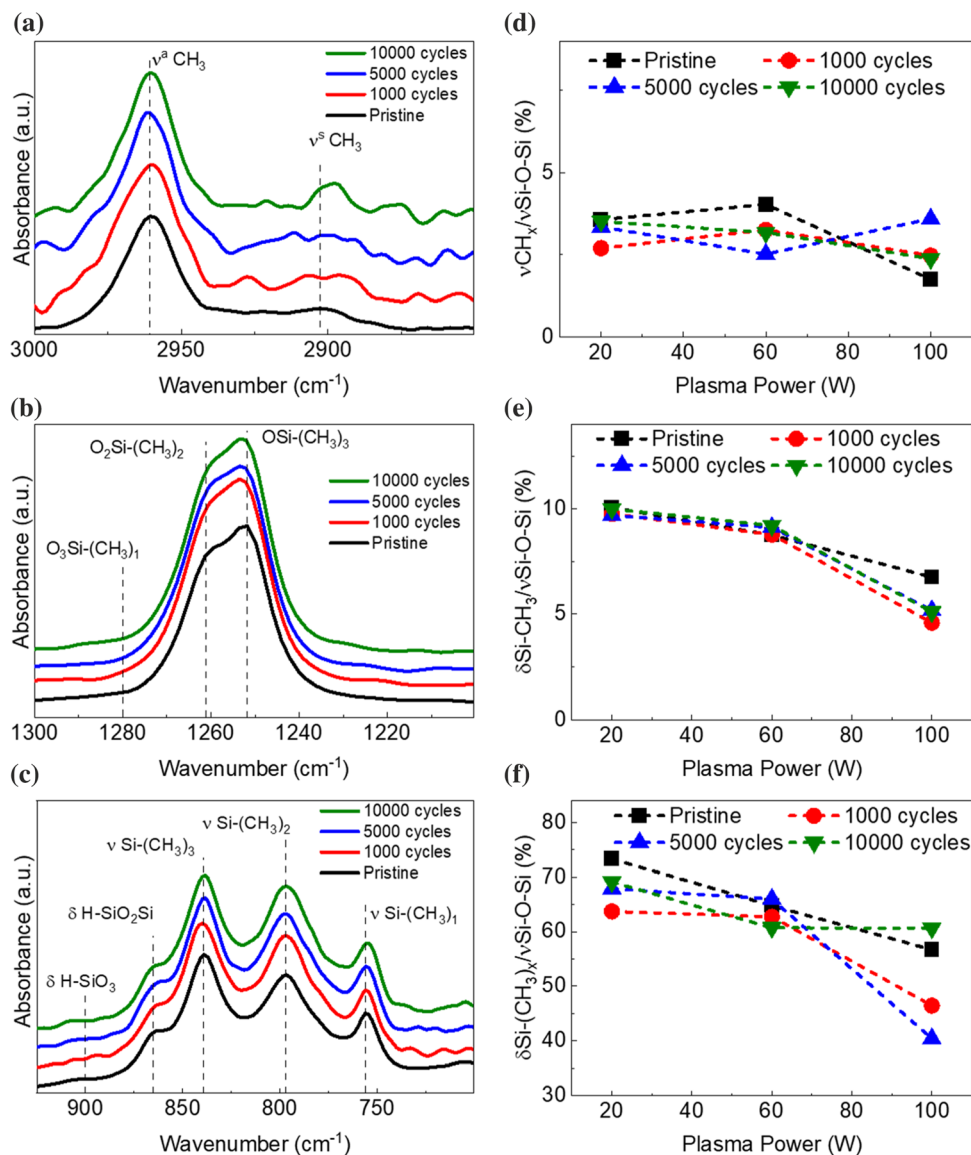 (a)
νᵃ CH₃
νˢ CH₃
10000 cycles
5000 cycles
1000 cycles
Pristine
Absorbance (a.u.)
3000 2950 2900
Wavenumber (cm⁻¹)
(d)
Pristine 1000 cycles
5000 cycles 10000 cycles
νCHₓ/νSi-O-Si (%)
5
0
20 40 60 80 100
Plasma Power (W)
(b)
O₂Si-(CH₃)₂
OSi-(CH₃)₃
O₃Si-(CH₃)₁
10000 cycles
5000 cycles
1000 cycles
Pristine
Absorbance (a.u.)
1300 1280 1260 1240 1220
Wavenumber (cm⁻¹)
(e)
Pristine 1000 cycles
5000 cycles 10000 cycles
δSi-CH₃/νSi-O-Si (%)
10
5
0
20 40 60 80 100
Plasma Power (W)
(c)
ν Si-(CH₃)₂
ν Si-(CH₃)₃
δ H-SiO₂Si
δ H-SiO₃
ν Si-(CH₃)₁
10000 cycles
5000 cycles
1000 cycles
Pristine
Absorbance (a.u.)
900 850 800 750
Wavenumber (cm⁻¹)
(f)
Pristine 1000 cycles
5000 cycles 10000 cycles
δSi-(CH₃)ₓ/νSi-O-Si (%)
80
70
60
50
40
30
20 40 60 80 100
Plasma Power (W)